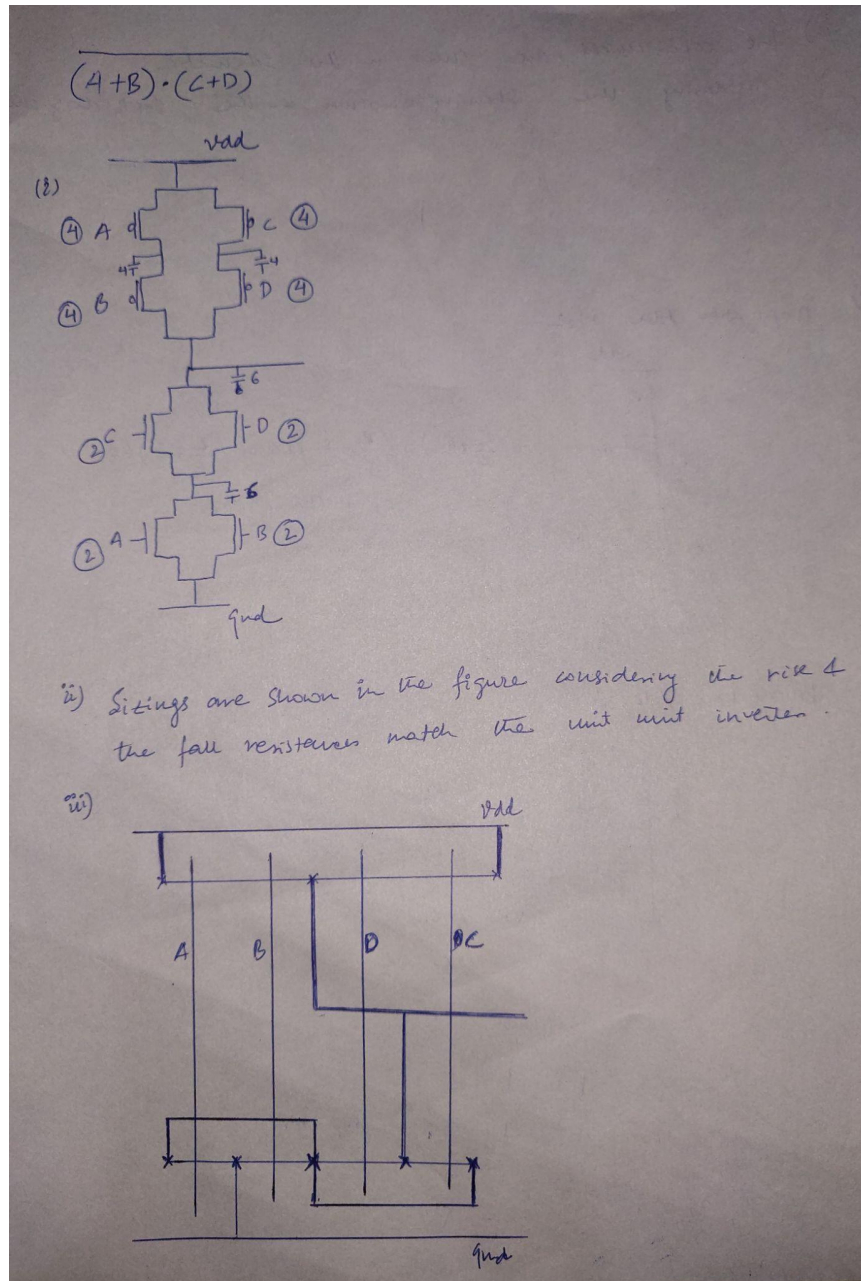 (A+B)·(C+D)
vdd
(i)
④ A
C ④
4
4
④ B
D ④
6
② C
D ②
6
② A
B ②
gnd
ii) Sizings are shown in the figure considering the rise &
the fall resistances match the unit unit inverter.
iii)
vdd
A B D C
gnd